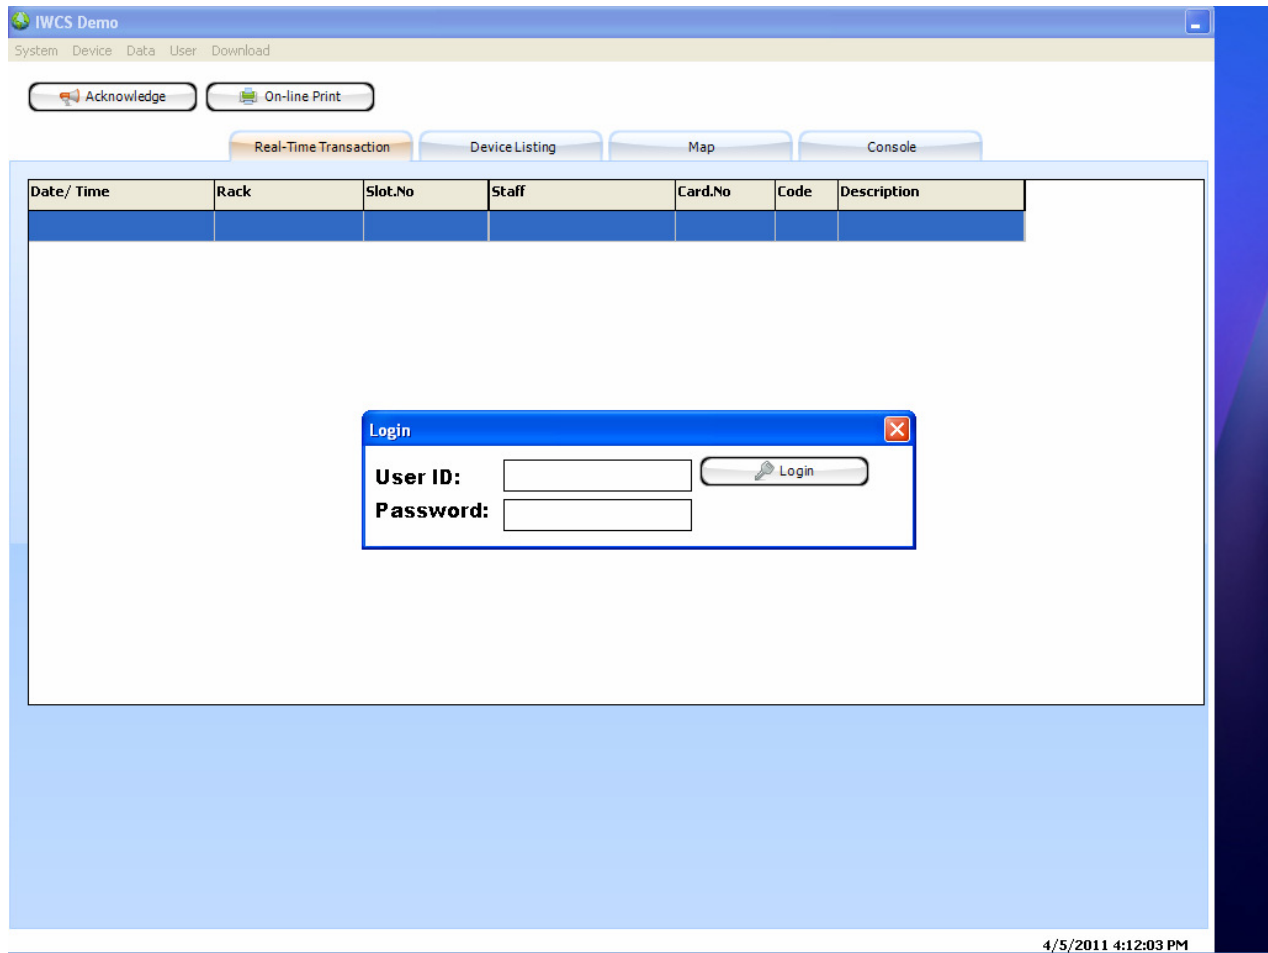 IWCS Demo
System Device Data User Download
Acknowledge On-line Print
Real-Time Transaction Device Listing Map Console
Date/ Time Rack Slot.No Staff Card.No Code Description
Login
User ID: Login
Password:
4/5/2011 4:12:03 PM